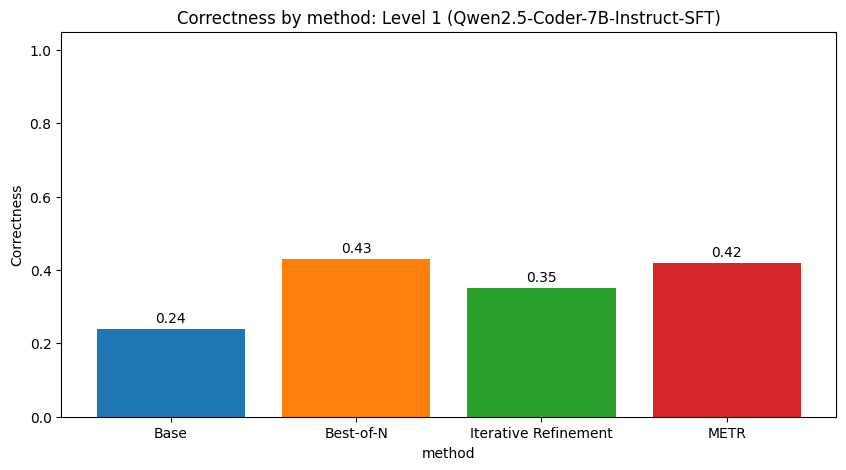 Correctness by method: Level 1 (Qwen2.5-Coder-7B-Instruct-SFT)
1.0
0.8
0.6
0.4
0.2
0.0
Correctness
0.24
0.43
0.35
0.42
Base Best-of-N Iterative Refinement METR
method